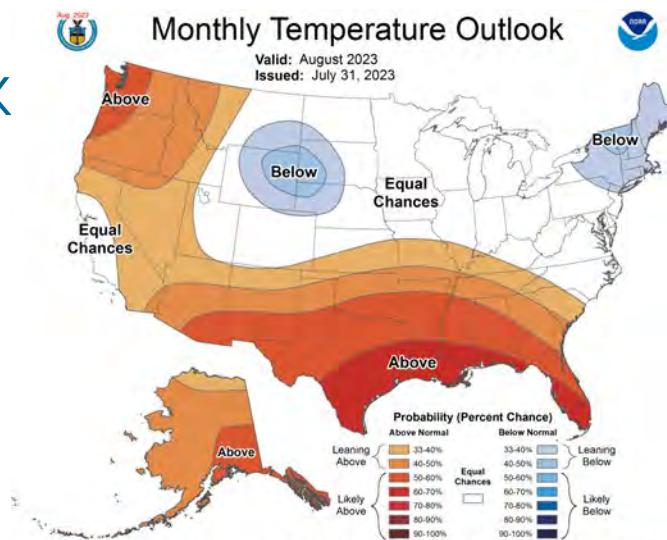 Aug. 2023
Monthly Temperature Outlook
Valid: August 2023
Issued: July 31, 2023
NOAA
K
Above
Below
Below
Equal
Chances
Equal
Chances
Above
Above
Probability (Percent Chance)
Above Normal
Below Normal
Leaning
Above
33-40%
40-50%
Likely
Above
50-60%
60-70%
70-80%
80-90%
90-100%
Equal
Chances
33-40%
40-50%
Leaning
Below
50-60%
60-70%
70-80%
80-90%
90-100%
Likely
Below